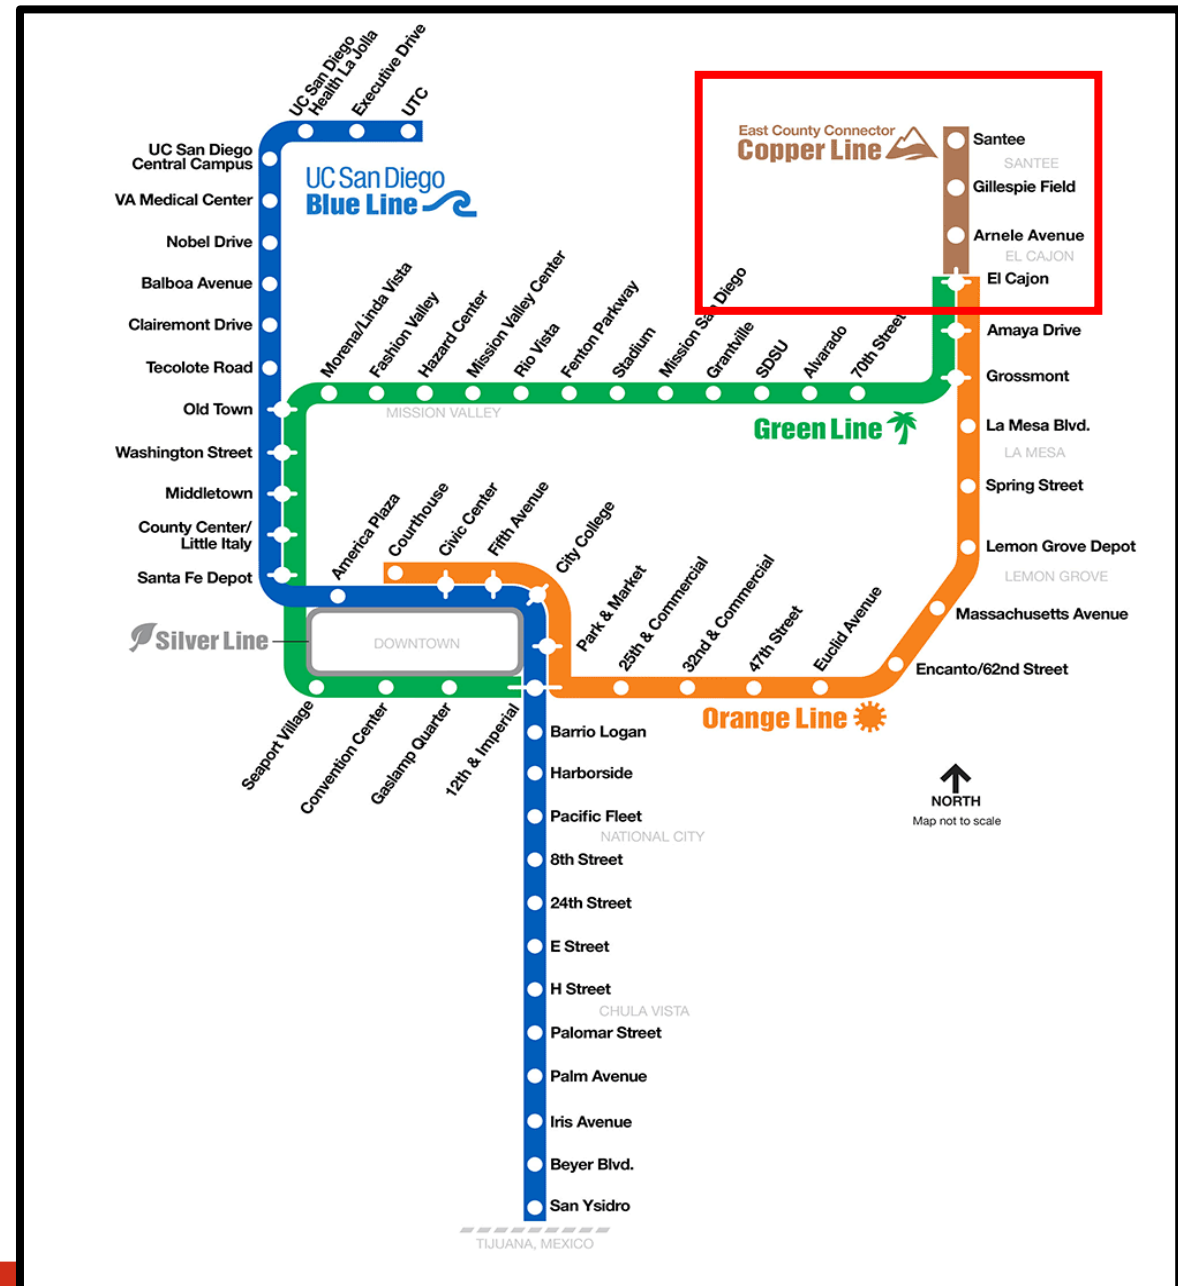 UC San Diego
Health La Jolla
Executive Drive
UTC
UC San Diego
Central Campus
VA Medical Center
Nobel Drive
Balboa Avenue
Clairemont Drive
Tecolote Road
Old Town
Washington Street
Middletown
County Center/
Little Italy
Santa Fe Depot
UC San Diego
Blue Line
East County Connector
Copper Line
Santee
SANTEE
Gillespie Field
Arnele Avenue
EL CAJON
El Cajon
Amaya Drive
Grossmont
La Mesa Blvd.
LA MESA
Spring Street
Lemon Grove Depot
LEMON GROVE
Massachusetts Avenue
Encanto/62nd Street
Morena/Linda Vista
Fashion Valley
Hazard Center
Mission Valley Center
Rio Vista
Fenton Parkway
Stadium
Mission San Diego
Grantville
SDSU
Alvarado
70th Street
MISSION VALLEY
Green Line
America Plaza
Courthouse
Civic Center
Fifth Avenue
City College
Park & Market
25th & Commercial
32nd & Commercial
47th Street
Euclid Avenue
Silver Line
DOWNTOWN
Orange Line
Seaport Village
Convention Center
Gaslamp Quarter
12th & Imperial
Barrio Logan
Harborside
Pacific Fleet
NATIONAL CITY
8th Street
24th Street
E Street
H Street
CHULA VISTA
Palomar Street
Palm Avenue
Iris Avenue
Beyer Blvd.
San Ysidro
TIJUANA, MEXICO
NORTH
Map not to scale